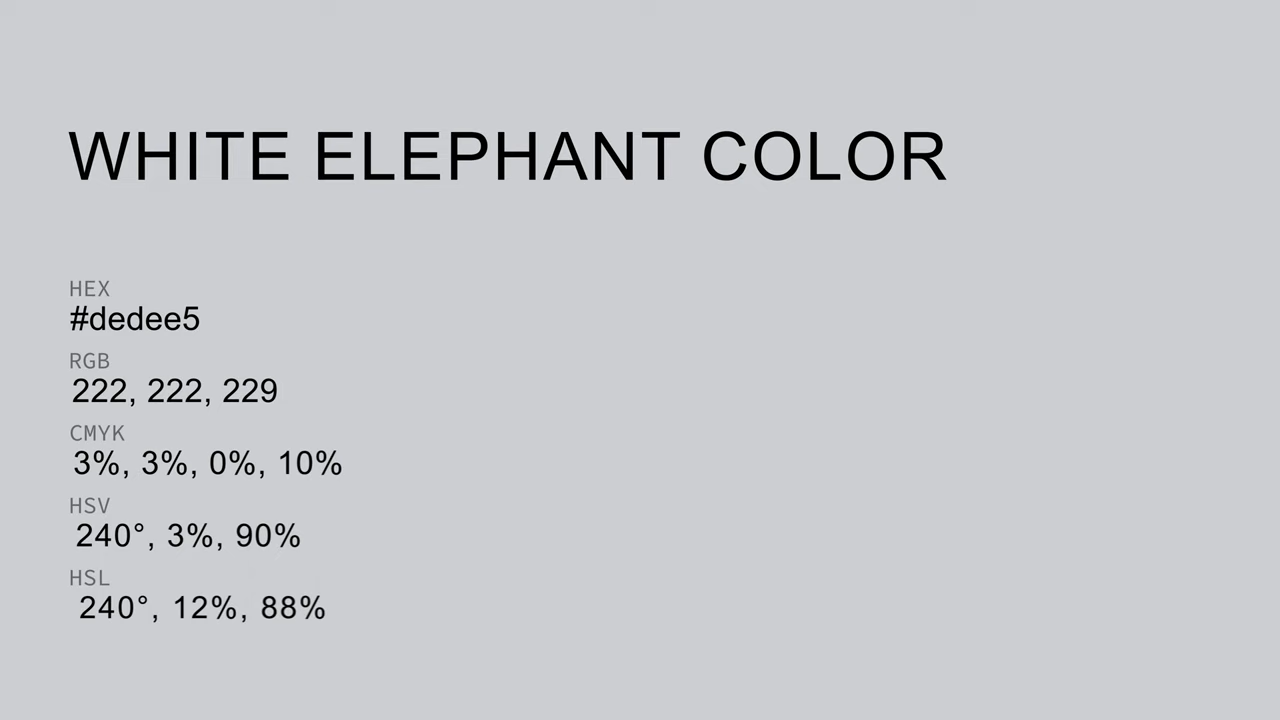 WHITE ELEPHANT COLOR
HEX
#dedee5
RGB
222, 222, 229
CMYK
3%, 3%, 0%, 10%
HSV
240°, 3%, 90%
HSL
240°, 12%, 88%